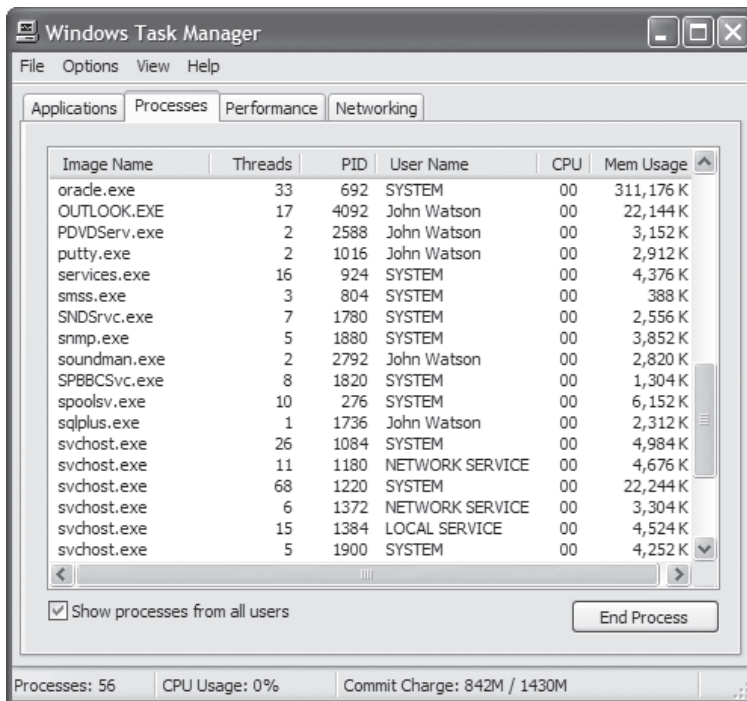 Windows Task Manager
File Options View Help
Applications Processes Performance Networking
Image Name Threads PID User Name CPU Mem Usage
oracle.exe 33 692 SYSTEM 00 311,176 K
OUTLOOK.EXE 17 4092 John Watson 00 22,144 K
PDVDServ.exe 2 2588 John Watson 00 3,152 K
putty.exe 2 1016 John Watson 00 2,912 K
services.exe 16 924 SYSTEM 00 4,376 K
smss.exe 3 804 SYSTEM 00 388 K
SNDSrvc.exe 7 1780 SYSTEM 00 2,556 K
snmp.exe 5 1880 SYSTEM 00 3,852 K
soundman.exe 2 2792 John Watson 00 2,820 K
SPBBCSvc.exe 8 1820 SYSTEM 00 1,304 K
spoolsv.exe 10 276 SYSTEM 00 6,152 K
sqlplus.exe 1 1736 John Watson 00 2,312 K
svchost.exe 26 1084 SYSTEM 00 4,984 K
svchost.exe 11 1180 NETWORK SERVICE 00 4,676 K
svchost.exe 68 1220 SYSTEM 00 22,244 K
svchost.exe 6 1372 NETWORK SERVICE 00 3,304 K
svchost.exe 15 1384 LOCAL SERVICE 00 4,524 K
svchost.exe 5 1900 SYSTEM 00 4,252 K
Show processes from all users End Process
Processes: 56 CPU Usage: 0% Commit Charge: 842M / 1430M